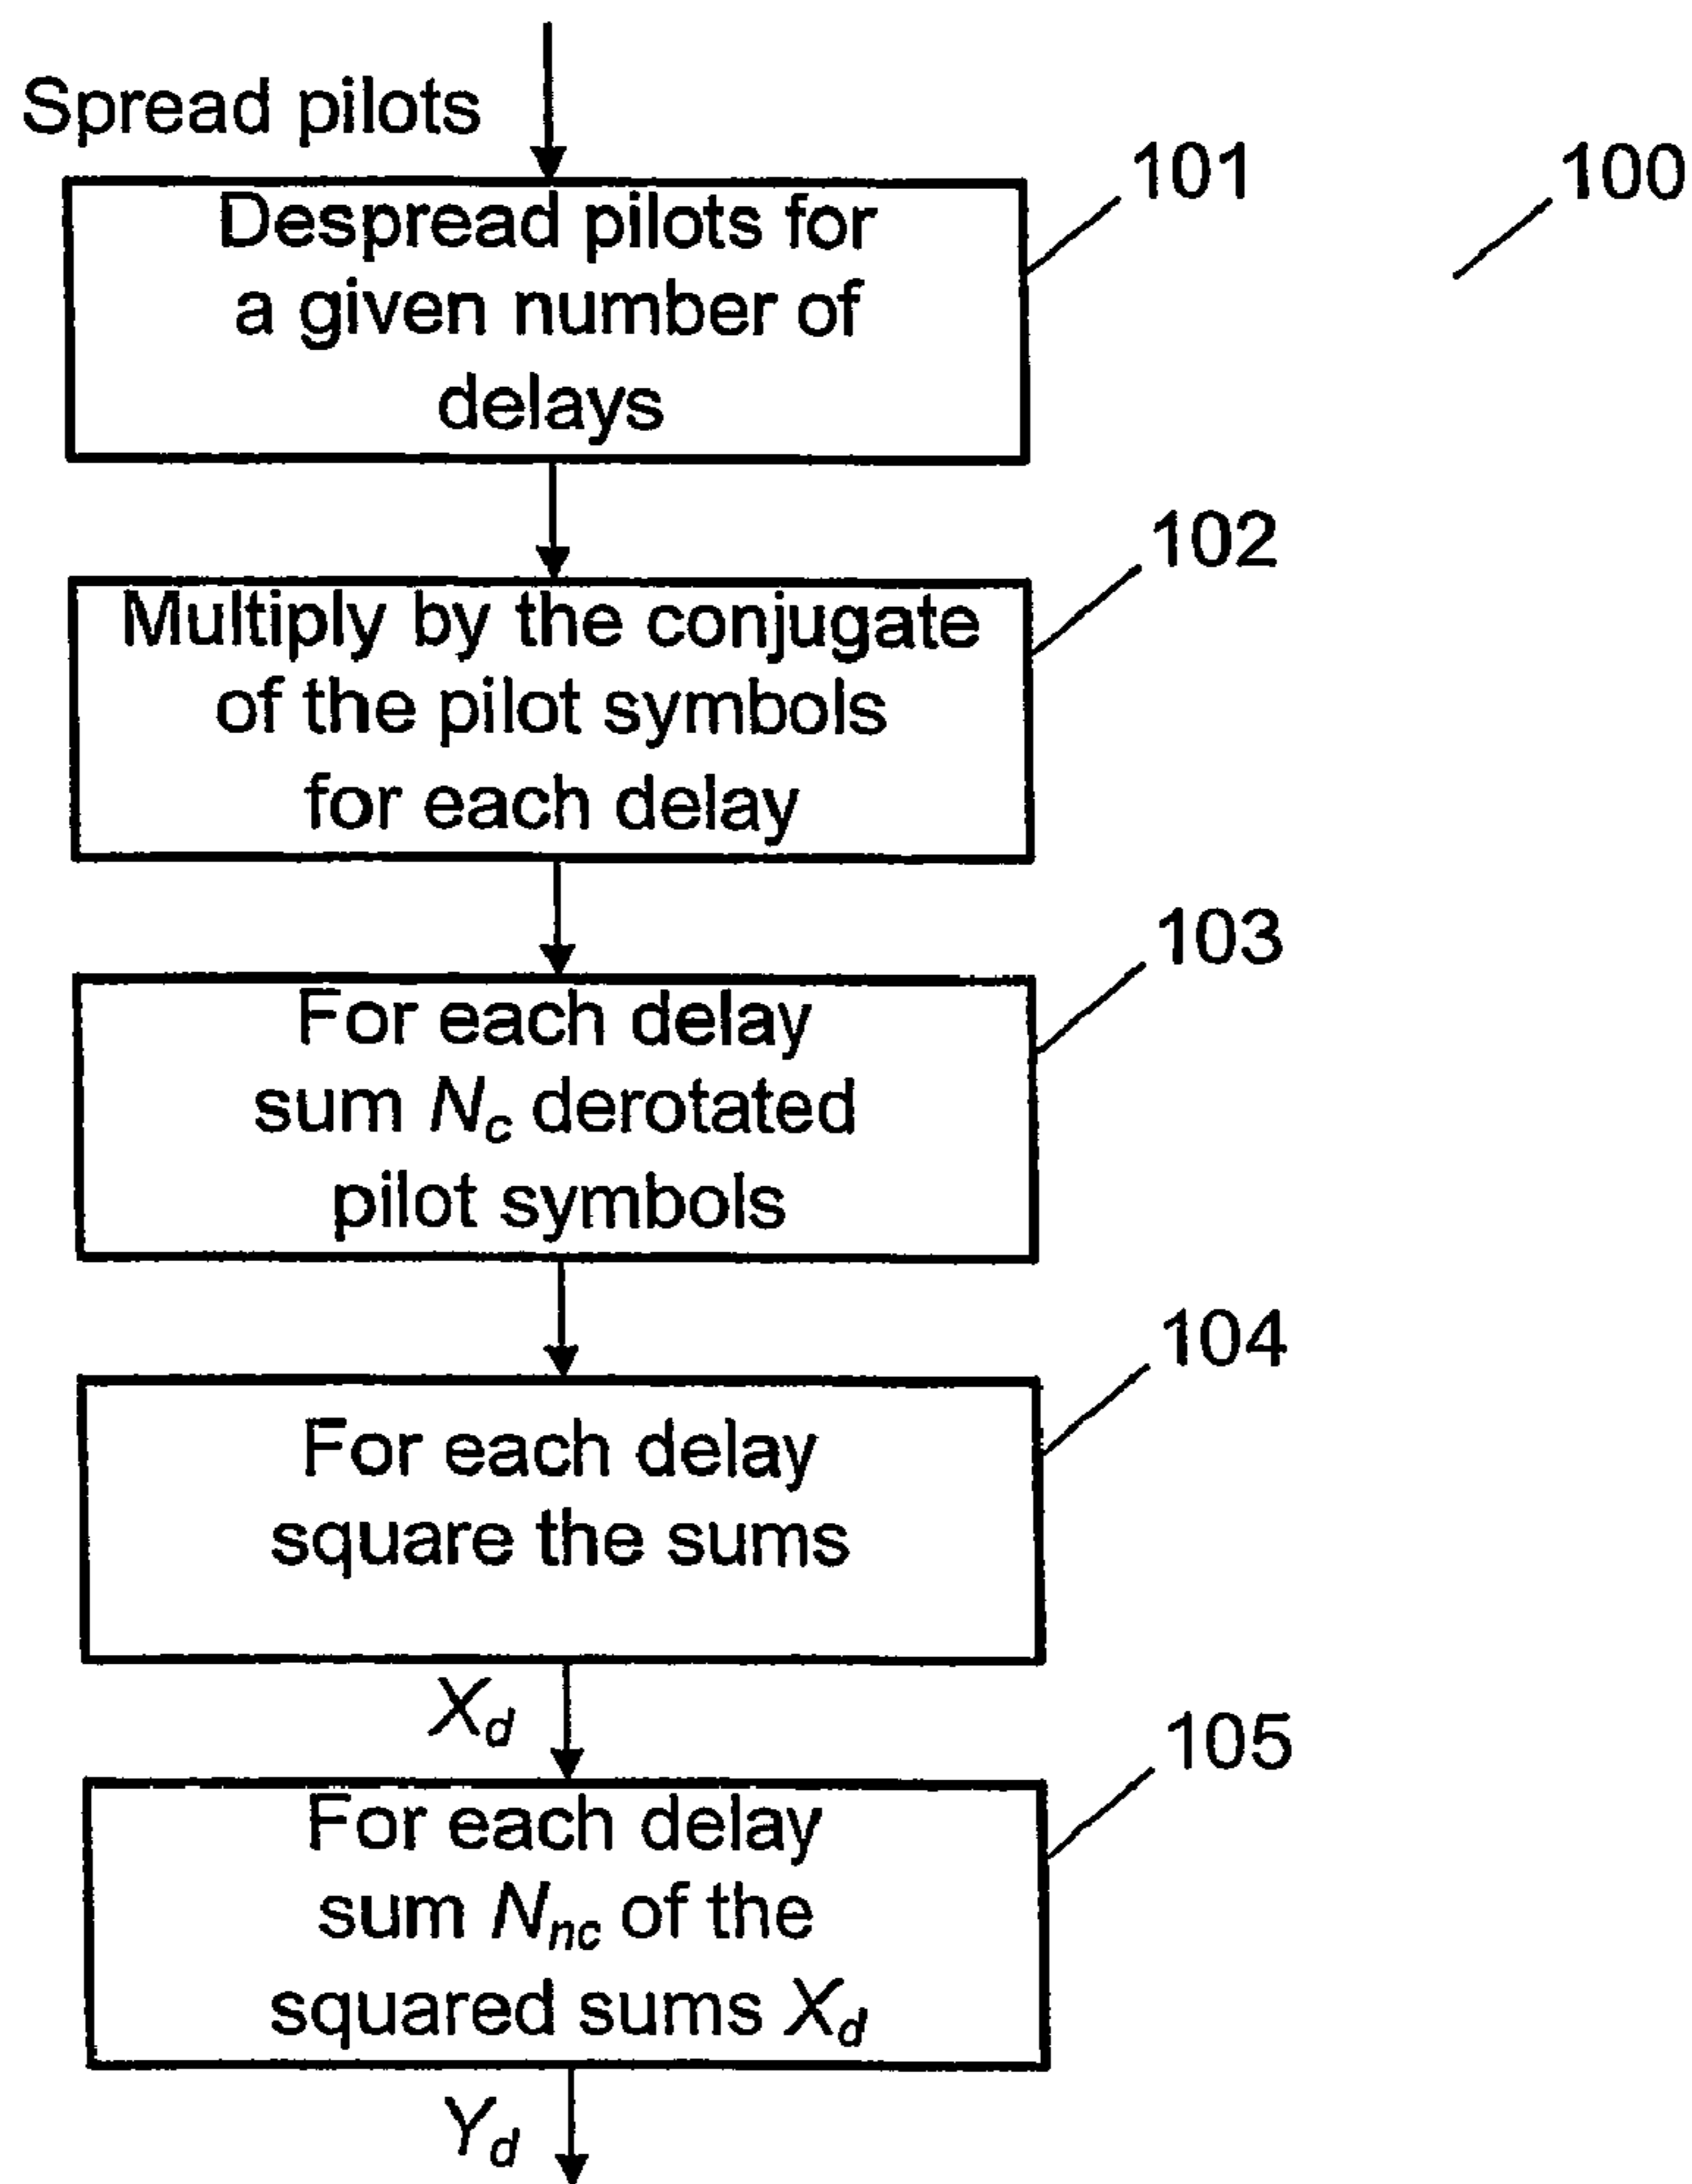 Spread pilots
101
100
Despread pilots for
a given number of
delays
102
Multiply by the conjugate
of the pilot symbols
for each delay
103
For each delay
sum Nc derotated
pilot symbols
104
For each delay
square the sums
Xd
105
For each delay
sum Nnc of the
squared sums Xd
Yd